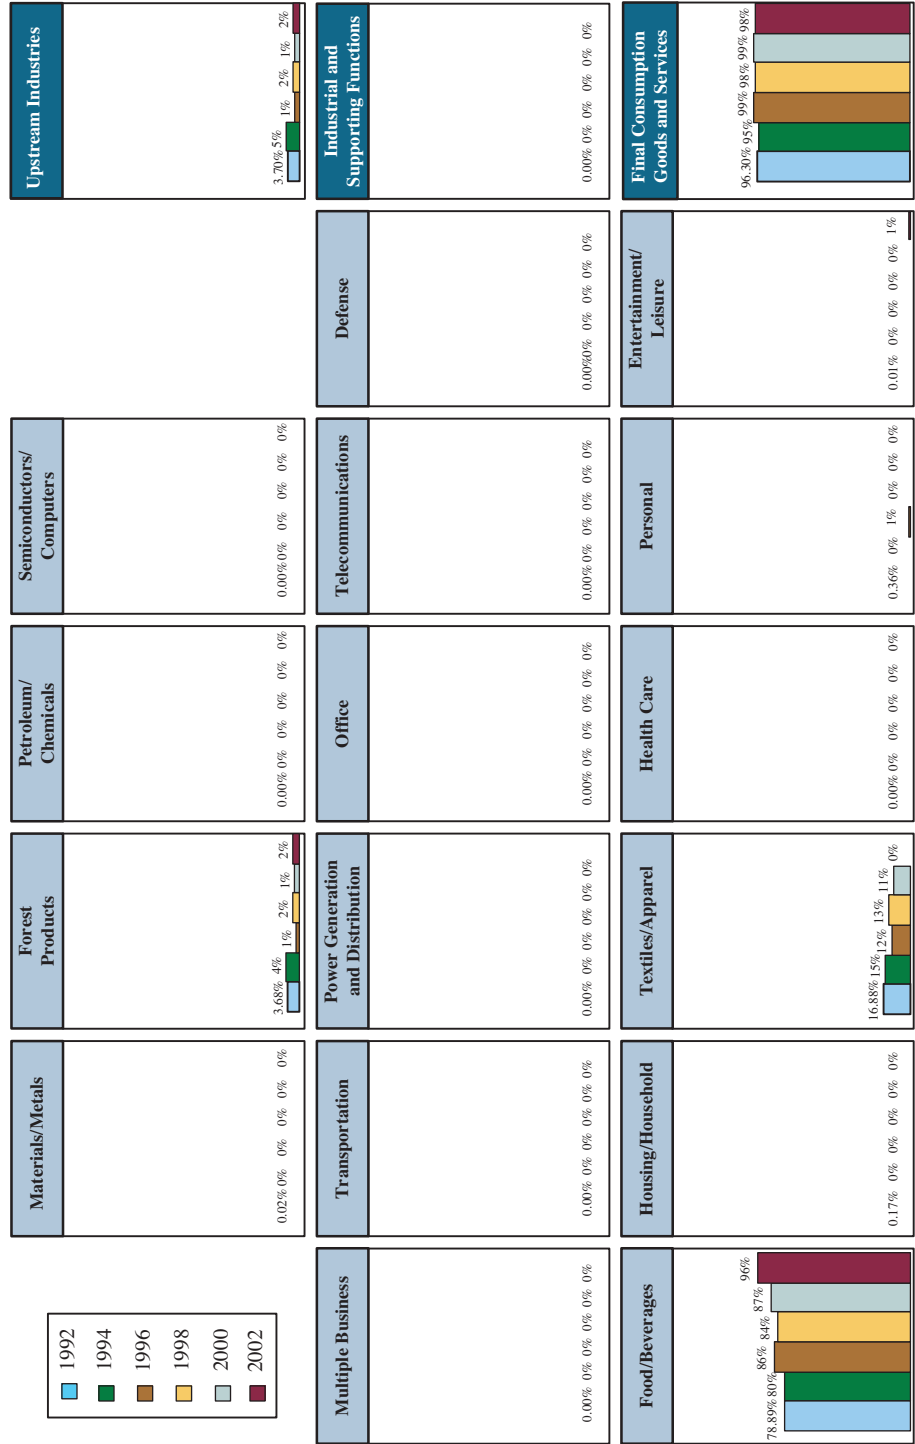 1992
1994
1996
1998
2000
2002
Materials/Metals
0.02% 0% 0% 0% 0% 0%
Forest
Products
3.68% 4% 1% 2% 1% 2%
Petroleum/
Chemicals
0.00% 0% 0% 0% 0% 0%
Semiconductors/
Computers
0.00% 0% 0% 0% 0% 0%
Upstream Industries
3.70% 5% 1% 2% 1% 2%
Multiple Business
0.00% 0% 0% 0% 0% 0%
Transportation
0.00% 0% 0% 0% 0% 0%
Power Generation
and Distribution
0.00% 0% 0% 0% 0% 0%
Office
0.00% 0% 0% 0% 0% 0%
Telecommunications
0.00% 0% 0% 0% 0% 0%
Defense
0.00% 0% 0% 0% 0% 0%
Industrial and
Supporting Functions
0.00% 0% 0% 0% 0% 0%
Food/Beverages
78.89% 80% 86% 84% 87% 96%
Housing/Household
0.17% 0% 0% 0% 0% 0%
Textiles/Apparel
16.88% 15% 12% 13% 11% 0%
Health Care
0.00% 0% 0% 0% 0% 0%
Personal
0.36% 0% 1% 0% 0% 0%
Entertainment/
Leisure
0.01% 0% 0% 0% 0% 1%
Final Consumption
Goods and Services
96.30% 95% 99% 98% 99% 98%